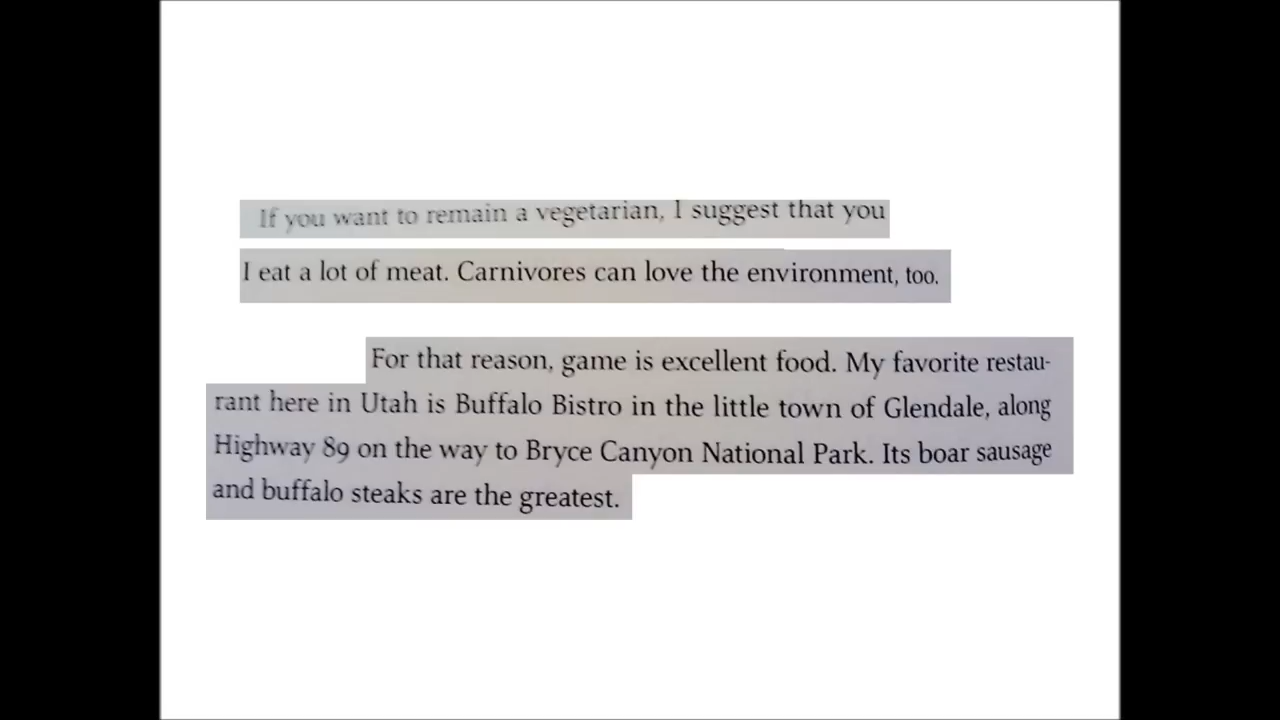 If you want to remain a vegetarian, I suggest that you
I eat a lot of meat. Carnivores can love the environment, too.
For that reason, game is excellent food. My favorite restau-
rant here in Utah is Buffalo Bistro in the little town of Glendale, along
Highway 89 on the way to Bryce Canyon National Park. Its boar sausage
and buffalo steaks are the greatest.